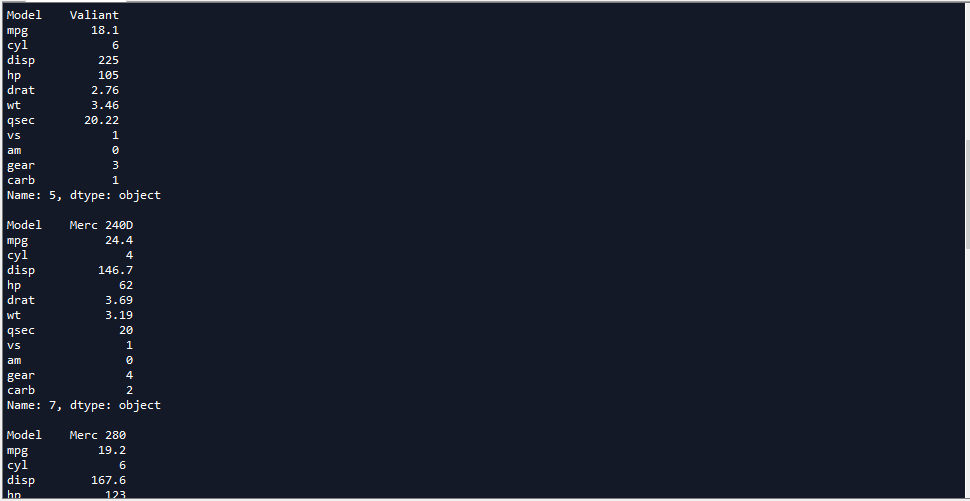 Model    Valiant
mpg         18.1
cyl            6
disp         225
hp           105
drat        2.76
wt          3.46
qsec       20.22
vs             1
am             0
gear           3
carb           1
Name: 5, dtype: object
Model    Merc 240D
mpg           24.4
cyl              4
disp         146.7
hp              62
drat          3.69
wt            3.19
qsec            20
vs               1
am               0
gear             4
carb             2
Name: 7, dtype: object
Model    Merc 280
mpg          19.2
cyl             6
disp        167.6
hp            123